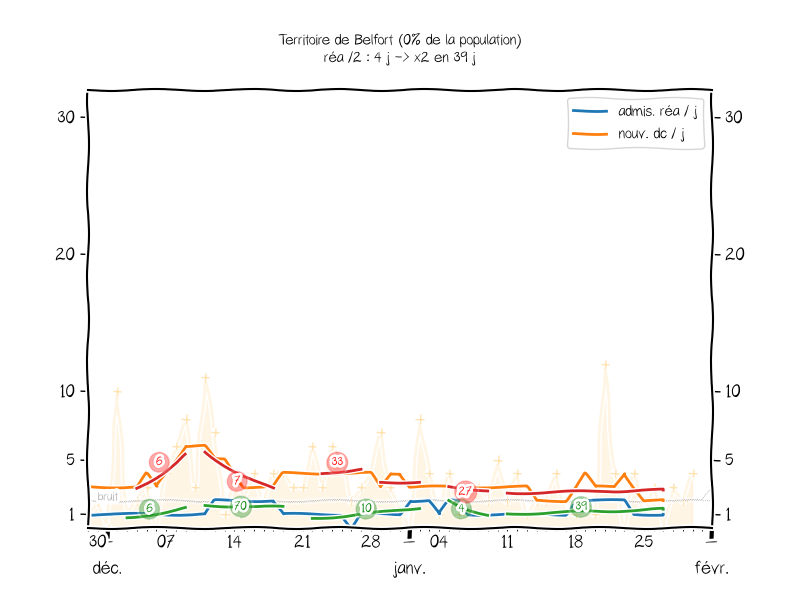 Territoire de Belfort (0% de la population)
réa /2 : 4 j -> x2 en 39 j
admis. réa / j
nouv. dc / j
30 30
20 20
10 10
5 5
1 1
6 7 33 27
bruit
6 70 10 4 39
30 07 14 21 28 04 11 18 25
déc. janv. févr.